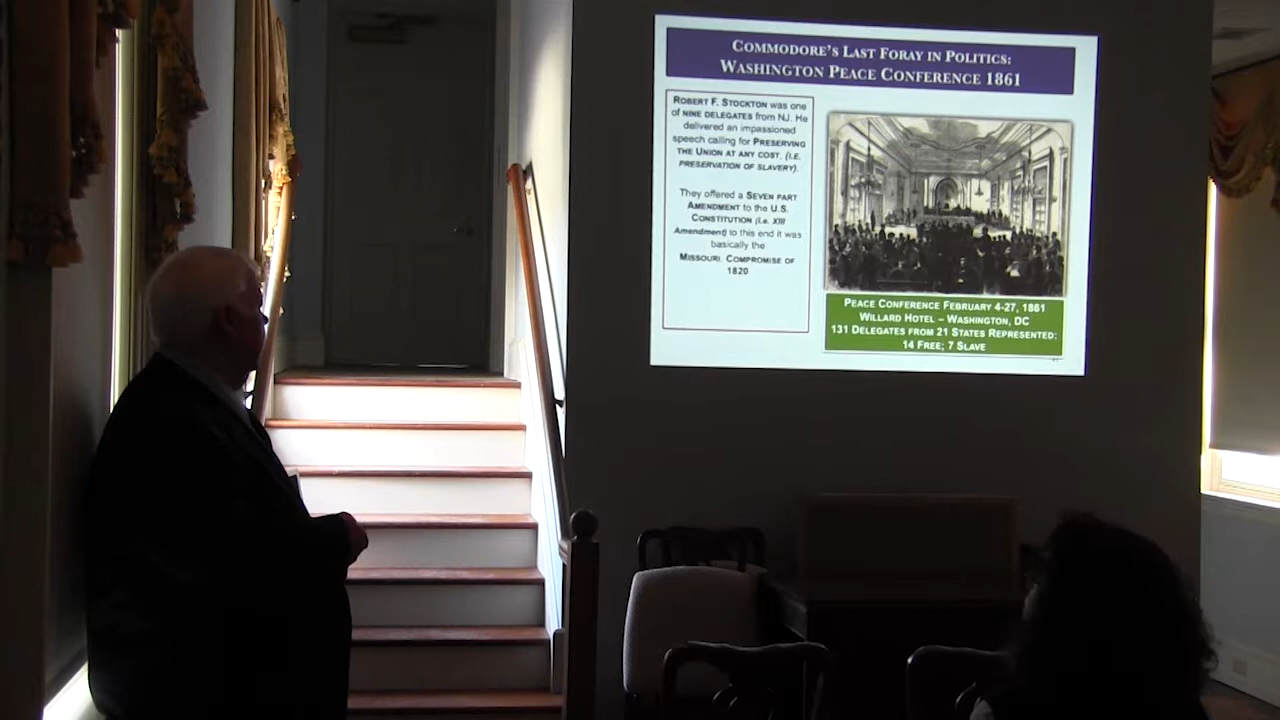 COMMODORE'S LAST FORAY IN POLITICS:
WASHINGTON PEACE CONFERENCE 1861
ROBERT F. STOCKTON was one
of NINE DELEGATES from NJ. He
delivered an impassioned
speech calling for PRESERVING
THE UNION AT ANY COST. (I.E.
PRESERVATION OF SLAVERY).
They offered a SEVEN PART
AMENDMENT to the U.S.
CONSTITUTION (i.e. XIII
Amendment) to this end it was
basically the
MISSOURI. COMPROMISE OF
1820
PEACE CONFERENCE FEBRUARY 4-27, 1861
WILLARD HOTEL – WASHINGTON, DC
131 DELEGATES FROM 21 STATES REPRESENTED:
14 FREE; 7 SLAVE